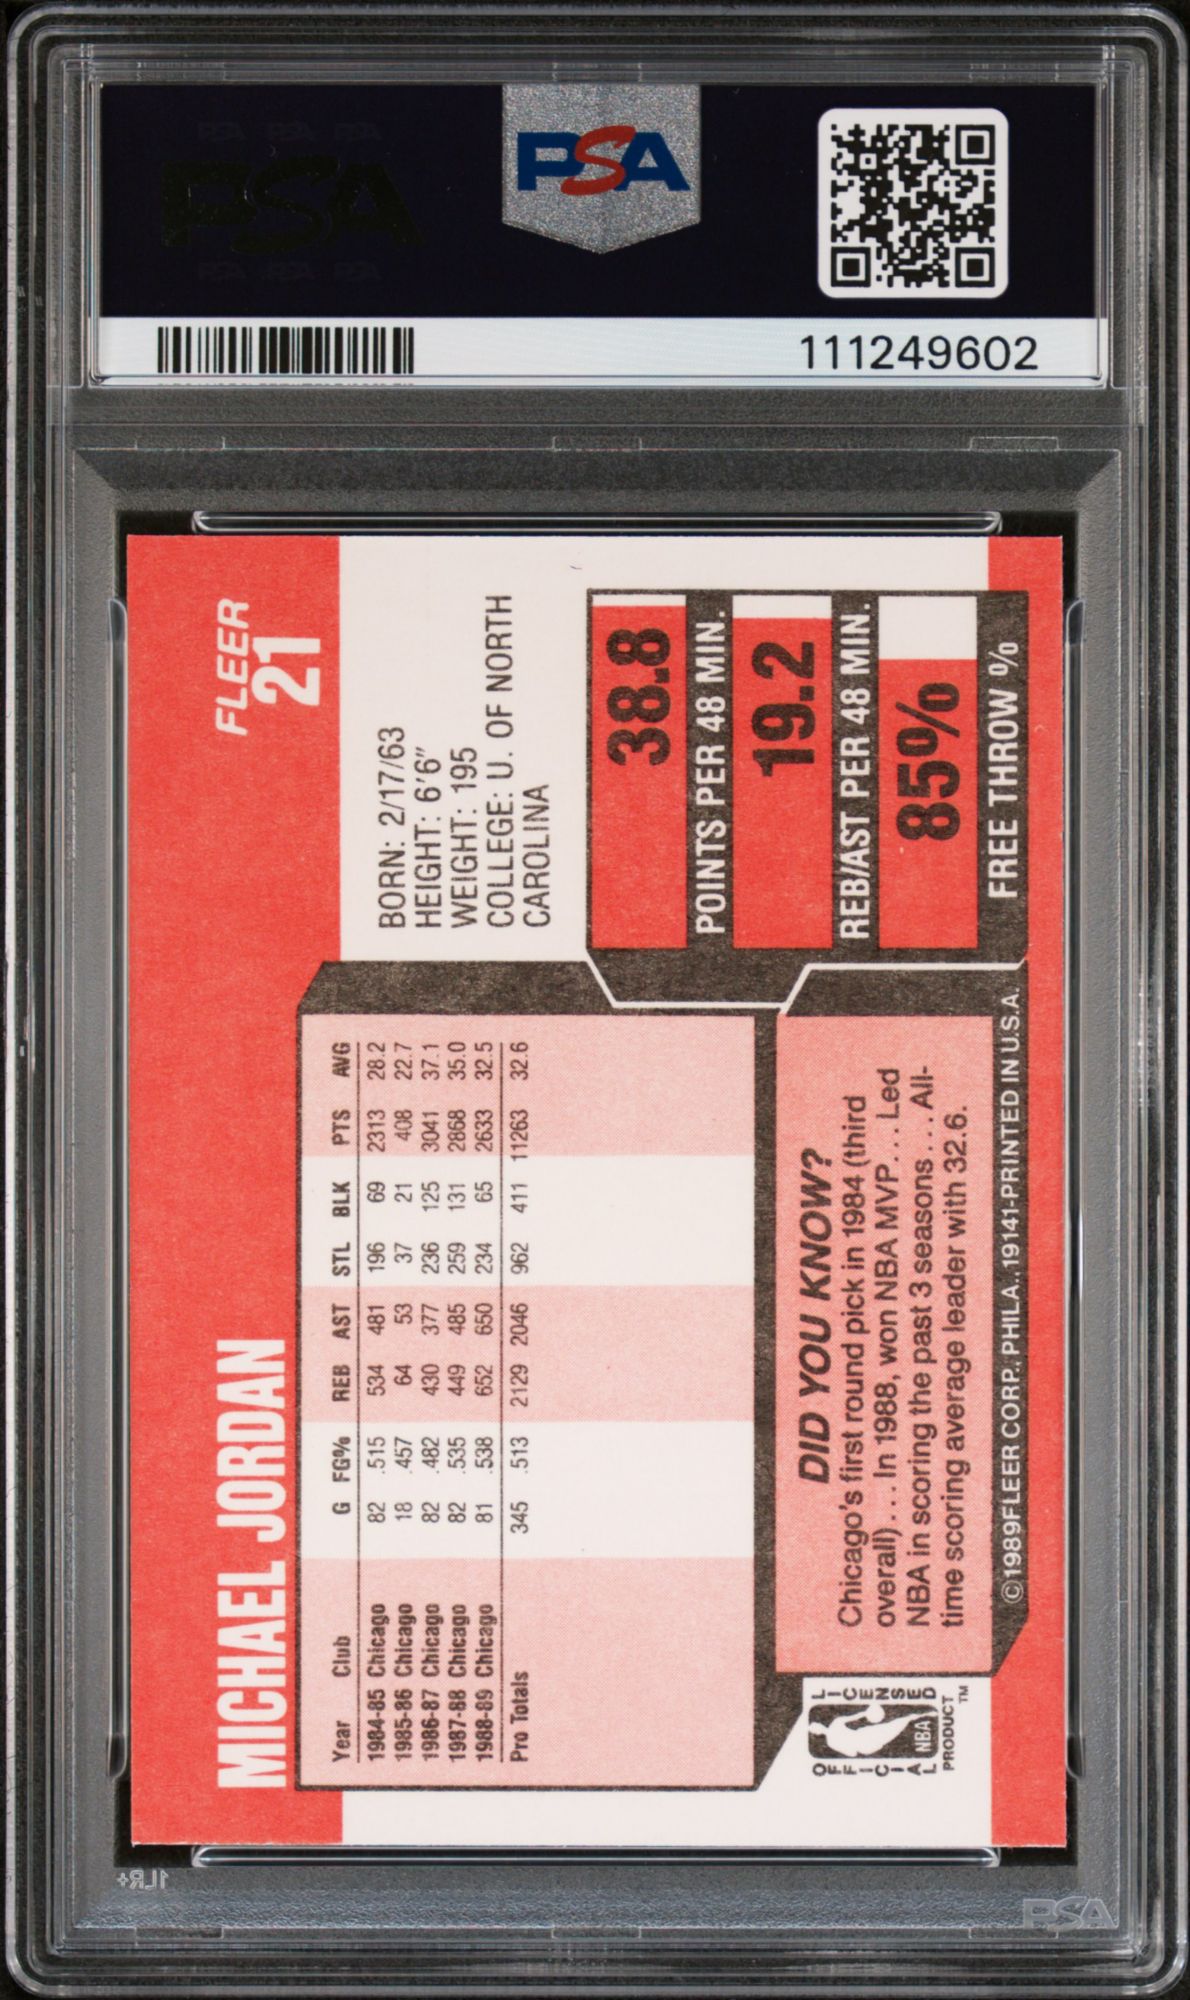 PSA
PSA
111249602
FLEER
21
MICHAEL JORDAN
BORN: 2/17/63
HEIGHT: 6'6"
WEIGHT: 195
COLLEGE: U. OF NORTH
CAROLINA
Year Club G FG% REB AST STL BLK PTS AVG
1984-85 Chicago 82 .515 534 481 196 69 2313 28.2
1985-86 Chicago 18 .457 64 53 37 21 408 22.7
1986-87 Chicago 82 .482 430 377 236 125 3041 37.1
1987-88 Chicago 82 .535 449 485 259 131 2868 35.0
1988-89 Chicago 81 .538 652 650 234 65 2633 32.5
Pro Totals 345 .513 2129 2046 962 411 11263 32.6
38.8
POINTS PER 48 MIN.
19.2
REB/AST PER 48 MIN.
85%
FREE THROW %
DID YOU KNOW?
Chicago's first round pick in 1984 (third
overall) . . . In 1988, won NBA MVP . . . Led
NBA in scoring the past 3 seasons . . . All-
time scoring average leader with 32.6.
©1989 FLEER CORP., PHILA., 19141-PRINTED IN U.S.A.
OFFICIAL
NBA
LICENSED
PRODUCT™
1LR+
PSA